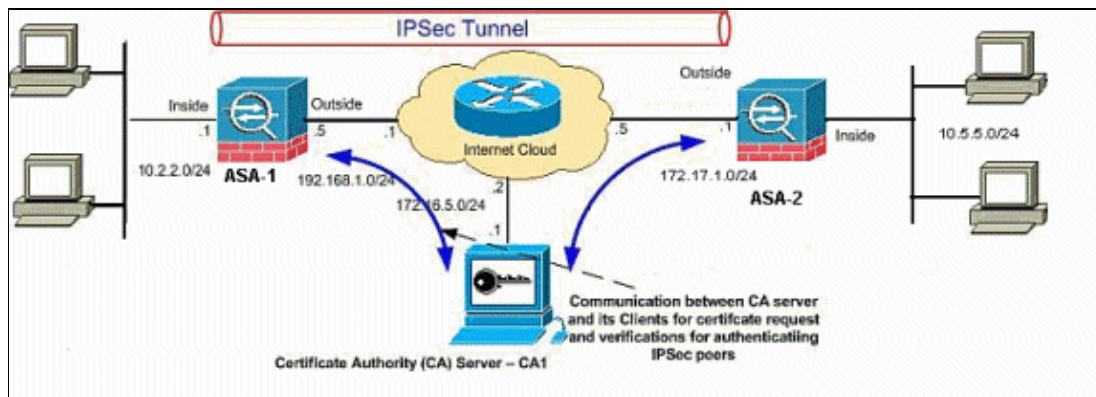 IPSec Tunnel
Inside
Outside
.1
.5
.1
10.2.2.0/24
ASA-1
192.168.1.0/24
Internet Cloud
.2
172.16.5.0/24
.1
Outside
.5
.1
Inside
172.17.1.0/24
ASA-2
10.5.5.0/24
Communication between CA server
and its Clients for certifcate request
and verifications for authenticatiing
IPSec peers
Certificate Authority (CA) Server – CA1